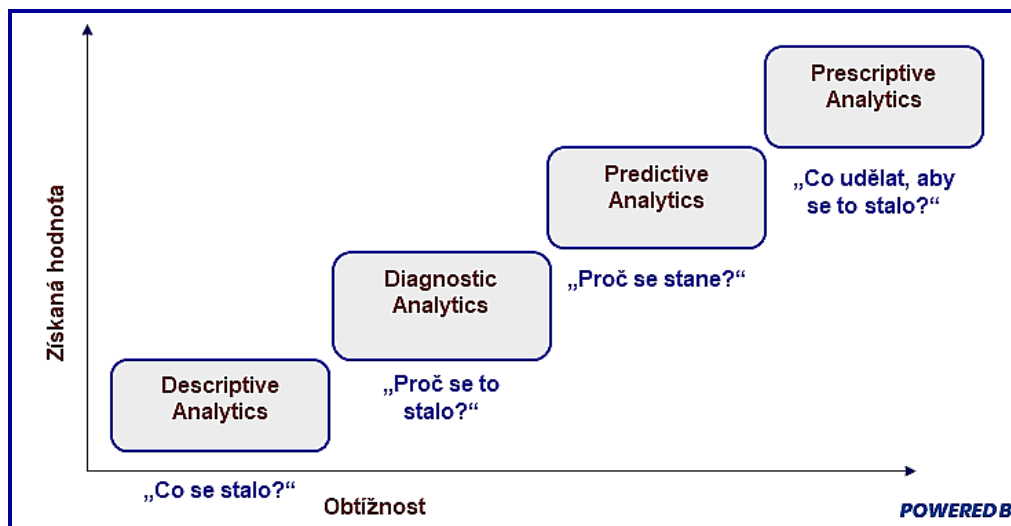 Prescriptive
Analytics
„Co udělat, aby
se to stalo?“
Predictive
Analytics
„Proč se stane?“
Diagnostic
Analytics
„Proč se to
stalo?“
Descriptive
Analytics
„Co se stalo?“
Získaná hodnota
Obtížnost
POWERED B